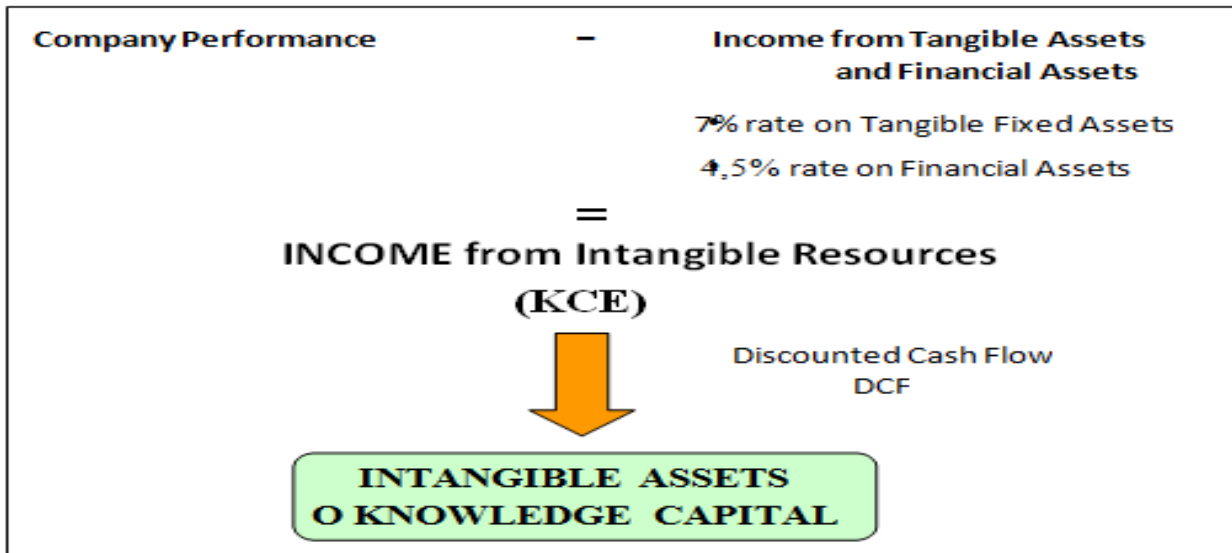 Company Performance - Income from Tangible Assets
and Financial Assets
7% rate on Tangible Fixed Assets
4,5% rate on Financial Assets
=
INCOME from Intangible Resources
(KCE)
Discounted Cash Flow
DCF
INTANGIBLE ASSETS
O KNOWLEDGE CAPITAL